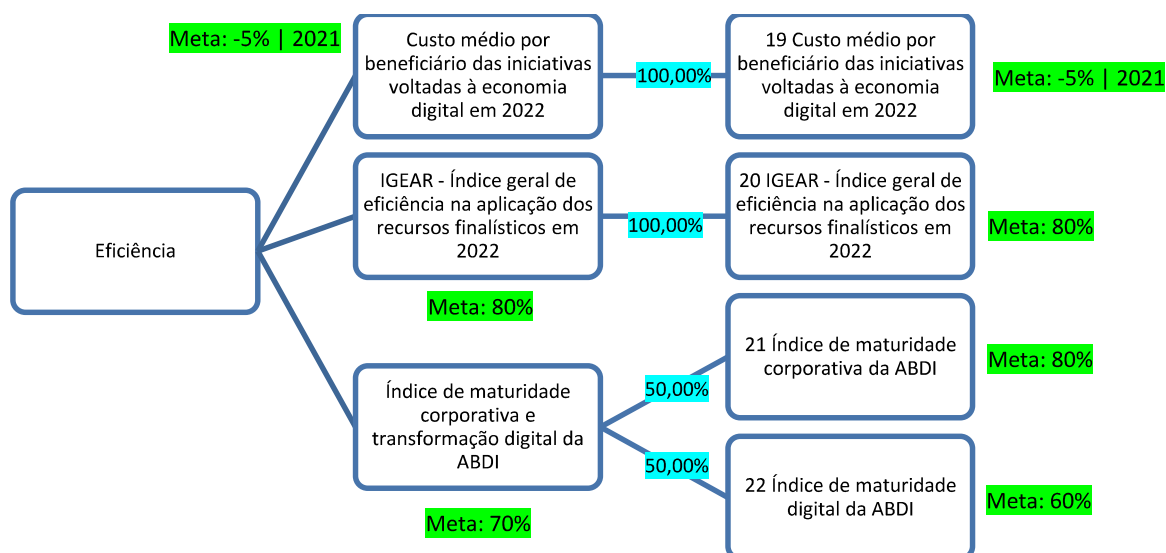 Meta: -5% | 2021
Custo médio por
beneficiário das iniciativas
voltadas à economia
digital em 2022
100,00%
19 Custo médio por
beneficiário das iniciativas
voltadas à economia
digital em 2022
Meta: -5% | 2021
Eficiência
IGEAR - Índice geral de
eficiência na aplicação dos
recursos finalísticos em
2022
Meta: 80%
100,00%
20 IGEAR - Índice geral de
eficiência na aplicação dos
recursos finalísticos em
2022
Meta: 80%
Índice de maturidade
corporativa e
transformação digital da
ABDI
Meta: 70%
50,00%
21 Índice de maturidade
corporativa da ABDI
Meta: 80%
50,00%
22 Índice de maturidade
digital da ABDI
Meta: 60%